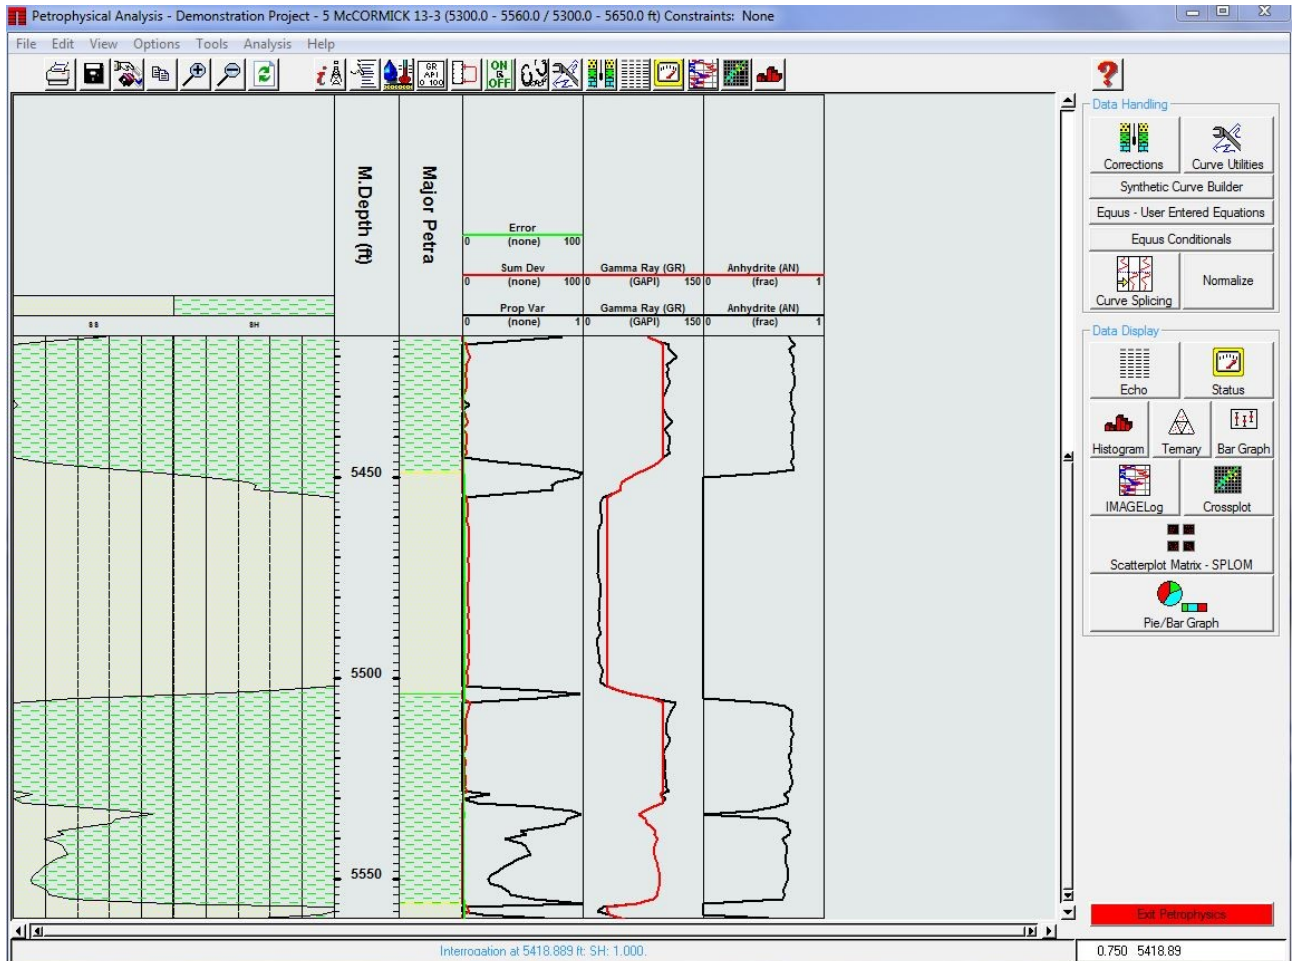 Petrophysical Analysis - Demonstration Project - 5 McCORMICK 13-3 (5300.0 - 5560.0 / 5300.0 - 5650.0 ft) Constraints: None
File Edit View Options Tools Analysis Help
GR
API
0 100
ON
&
OFF
?
Data Handling
Corrections Curve Utilities
Synthetic Curve Builder
Equus - User Entered Equations
Equus Conditionals
Curve Splicing Normalize
Data Display
Echo Status
Histogram Ternary Bar Graph
IMAGELog Crossplot
Scatterplot Matrix - SPLOM
Pie/Bar Graph
Exit Petrophysics
M.Depth (ft)
Major Petra
Error
0 (none) 100
Sum Dev Gamma Ray (GR) Anhydrite (AN)
0 (none) 100 0 (GAPI) 150 0 (frac) 1
Prop Var Gamma Ray (GR) Anhydrite (AN)
0 (none) 1 0 (GAPI) 150 0 (frac) 1
SS SH
5450
5500
5550
Interrogation at 5418.889 ft: SH: 1.000.
0.750 5418.89